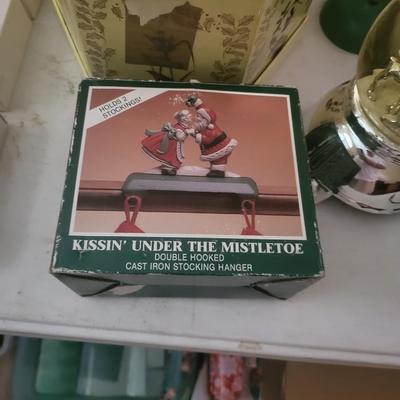 HOLDS 2
STOCKINGS!
KISSIN' UNDER THE MISTLETOE
DOUBLE HOOKED
CAST IRON STOCKING HANGER